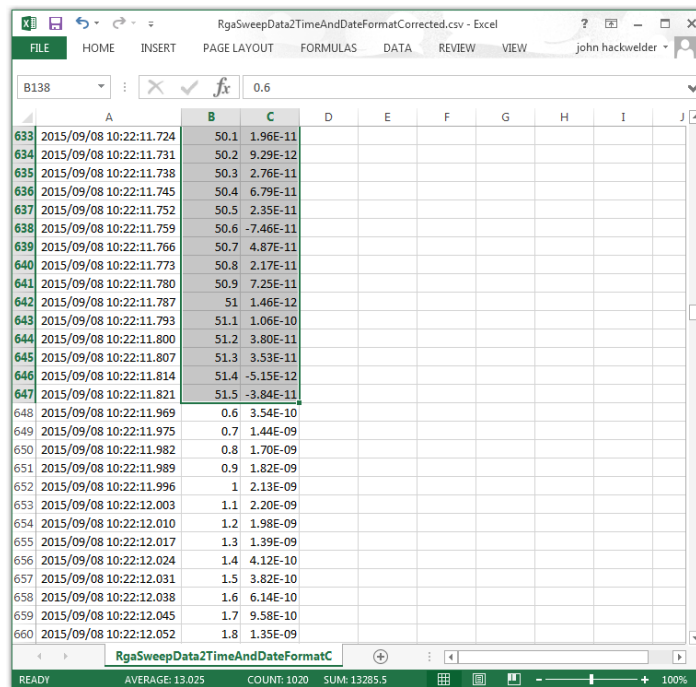 RgaSweepData2TimeAndDateFormatCorrected.csv - Excel
FILE HOME INSERT PAGE LAYOUT FORMULAS DATA REVIEW VIEW john hackwelder
B138 fx 0.6
A B C D E F G H I J
633 2015/09/08 10:22:11.724 50.1 1.96E-11
634 2015/09/08 10:22:11.731 50.2 9.29E-12
635 2015/09/08 10:22:11.738 50.3 2.76E-11
636 2015/09/08 10:22:11.745 50.4 6.79E-11
637 2015/09/08 10:22:11.752 50.5 2.35E-11
638 2015/09/08 10:22:11.759 50.6 -7.46E-11
639 2015/09/08 10:22:11.766 50.7 4.87E-11
640 2015/09/08 10:22:11.773 50.8 2.17E-11
641 2015/09/08 10:22:11.780 50.9 7.25E-11
642 2015/09/08 10:22:11.787 51 1.46E-12
643 2015/09/08 10:22:11.793 51.1 1.06E-10
644 2015/09/08 10:22:11.800 51.2 3.80E-11
645 2015/09/08 10:22:11.807 51.3 3.53E-11
646 2015/09/08 10:22:11.814 51.4 -5.15E-12
647 2015/09/08 10:22:11.821 51.5 -3.84E-11
648 2015/09/08 10:22:11.969 0.6 3.54E-10
649 2015/09/08 10:22:11.975 0.7 1.44E-09
650 2015/09/08 10:22:11.982 0.8 1.70E-09
651 2015/09/08 10:22:11.989 0.9 1.82E-09
652 2015/09/08 10:22:11.996 1 2.13E-09
653 2015/09/08 10:22:12.003 1.1 2.20E-09
654 2015/09/08 10:22:12.010 1.2 1.98E-09
655 2015/09/08 10:22:12.017 1.3 1.39E-09
656 2015/09/08 10:22:12.024 1.4 4.12E-10
657 2015/09/08 10:22:12.031 1.5 3.82E-10
658 2015/09/08 10:22:12.038 1.6 6.14E-10
659 2015/09/08 10:22:12.045 1.7 9.58E-10
660 2015/09/08 10:22:12.052 1.8 1.35E-09
RgaSweepData2TimeAndDateFormatC
READY AVERAGE: 13.025 COUNT: 1020 SUM: 13285.5 100%